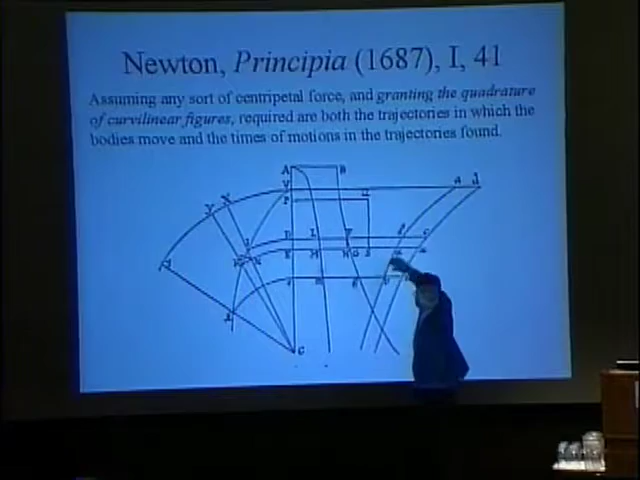 Newton, Principia (1687), I, 41
Assuming any sort of centripetal force, and granting the quadrature
of curvilinear figures, required are both the trajectories in which the
bodies move and the times of motions in the trajectories found.
A B
V
P
X
Y
D L F
C